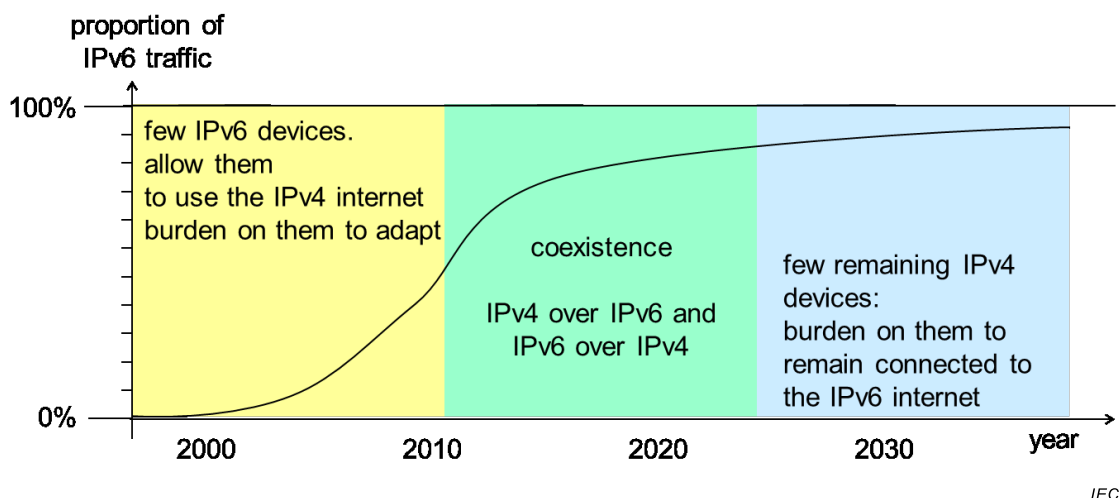 proportion of
IPv6 traffic
100%
few IPv6 devices.
allow them
to use the IPv4 internet
burden on them to adapt
coexistence
IPv4 over IPv6 and
IPv6 over IPv4
few remaining IPv4
devices:
burden on them to
remain connected to
the IPv6 internet
0%
2000
2010
2020
2030
year
IEC